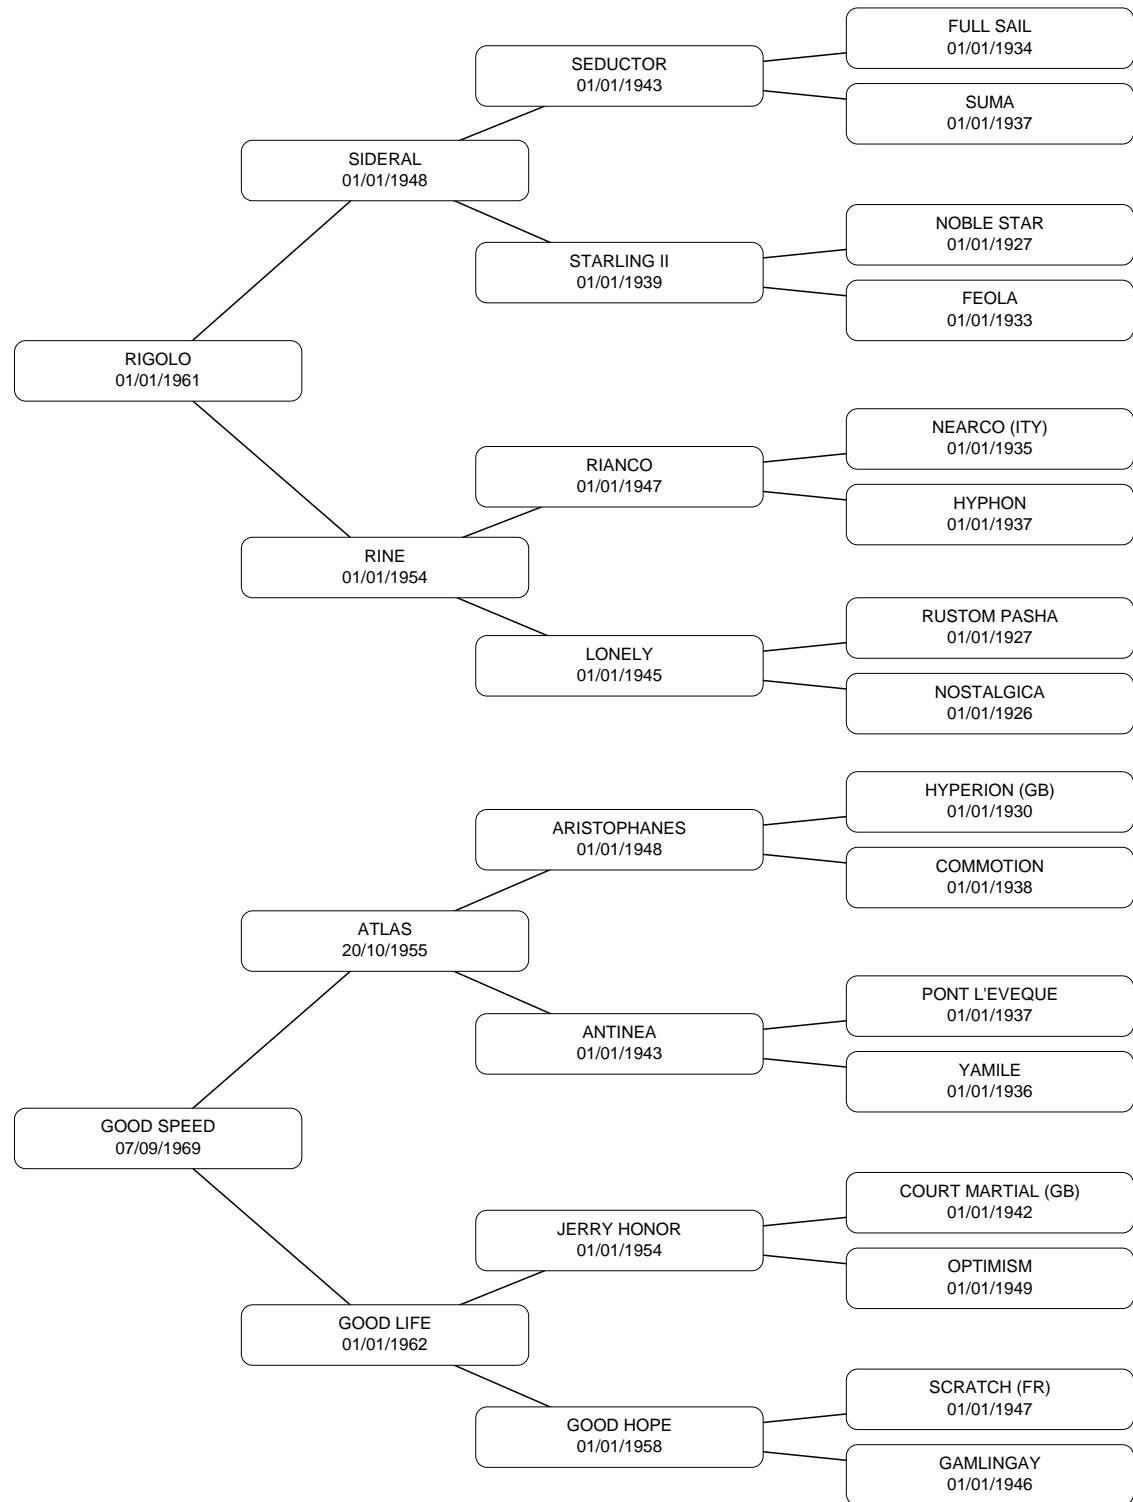 FULL SAIL
01/01/1934
SEDUCTOR
01/01/1943
SUMA
01/01/1937
SIDERAL
01/01/1948
NOBLE STAR
01/01/1927
STARLING II
01/01/1939
FEOLA
01/01/1933
RIGOLO
01/01/1961
NEARCO (ITY)
01/01/1935
RIANCO
01/01/1947
HYPHON
01/01/1937
RINE
01/01/1954
RUSTOM PASHA
01/01/1927
LONELY
01/01/1945
NOSTALGICA
01/01/1926
HYPERION (GB)
01/01/1930
ARISTOPHANES
01/01/1948
COMMOTION
01/01/1938
ATLAS
20/10/1955
PONT L'EVEQUE
01/01/1937
ANTINEA
01/01/1943
YAMILE
01/01/1936
GOOD SPEED
07/09/1969
COURT MARTIAL (GB)
01/01/1942
JERRY HONOR
01/01/1954
OPTIMISM
01/01/1949
GOOD LIFE
01/01/1962
SCRATCH (FR)
01/01/1947
GOOD HOPE
01/01/1958
GAMLINGAY
01/01/1946